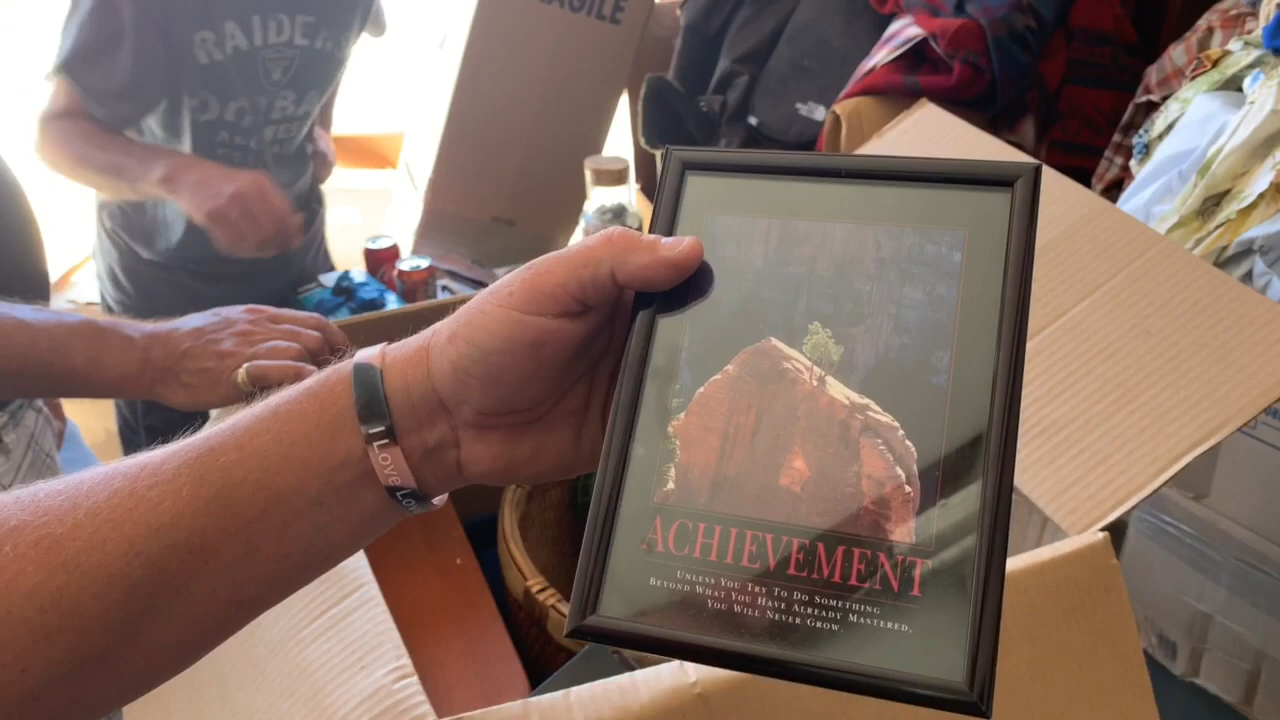 RAIDERS
FRAGILE
I Love Lov
ACHIEVEMENT
UNLESS YOU TRY TO DO SOMETHING
BEYOND WHAT YOU HAVE ALREADY MASTERED,
YOU WILL NEVER GROW.